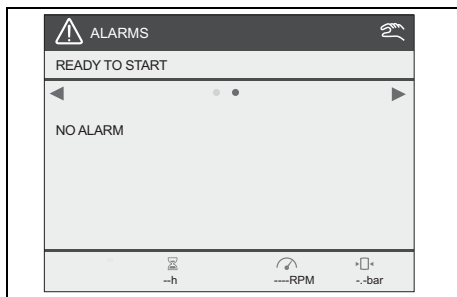 ALARMS
READY TO START
NO ALARM
--h
----RPM
-.-bar